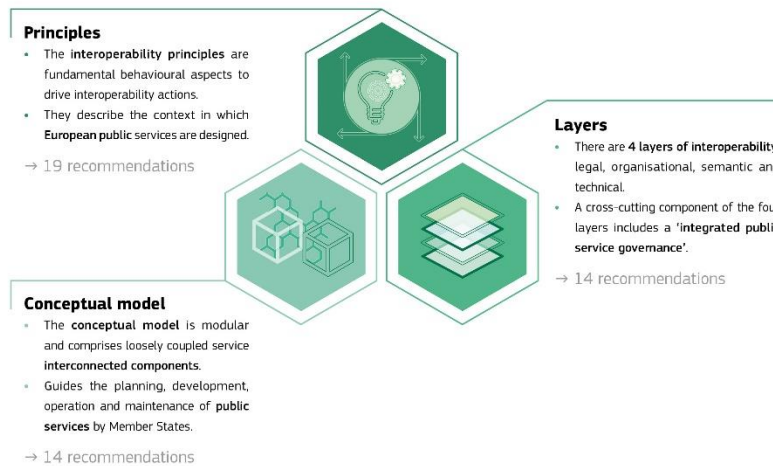 Principles
• The interoperability principles are
fundamental behavioural aspects to
drive interoperability actions.
• They describe the context in which
European public services are designed.
→ 19 recommendations
Layers
• There are 4 layers of interoperability
legal, organisational, semantic an
technical.
• A cross-cutting component of the fou
layers includes a 'integrated publi
service governance'.
→ 14 recommendations
Conceptual model
• The conceptual model is modular
and comprises loosely coupled service
interconnected components.
• Guides the planning, development,
operation and maintenance of public
services by Member States.
→ 14 recommendations